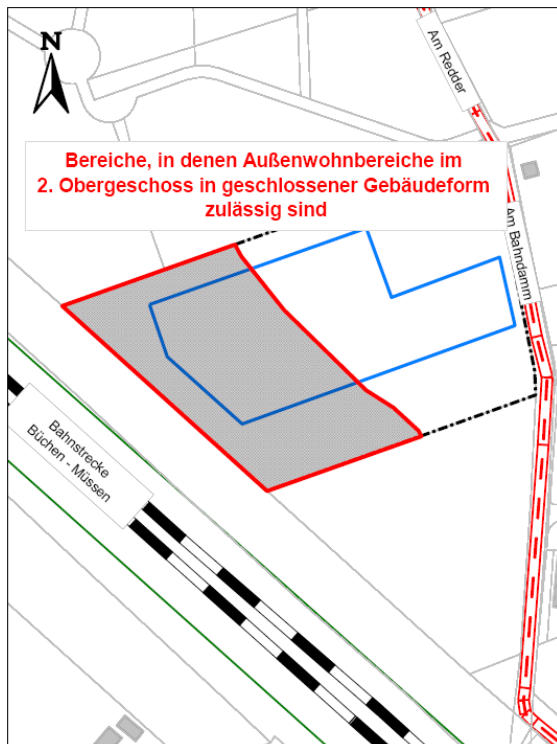 N
Am Redder
Bereiche, in denen Außenwohnbereiche im
2. Obergeschoss in geschlossener Gebäudeform
zulässig sind
Am Bahndamm
Bahnstrecke
Büchen - Müssen